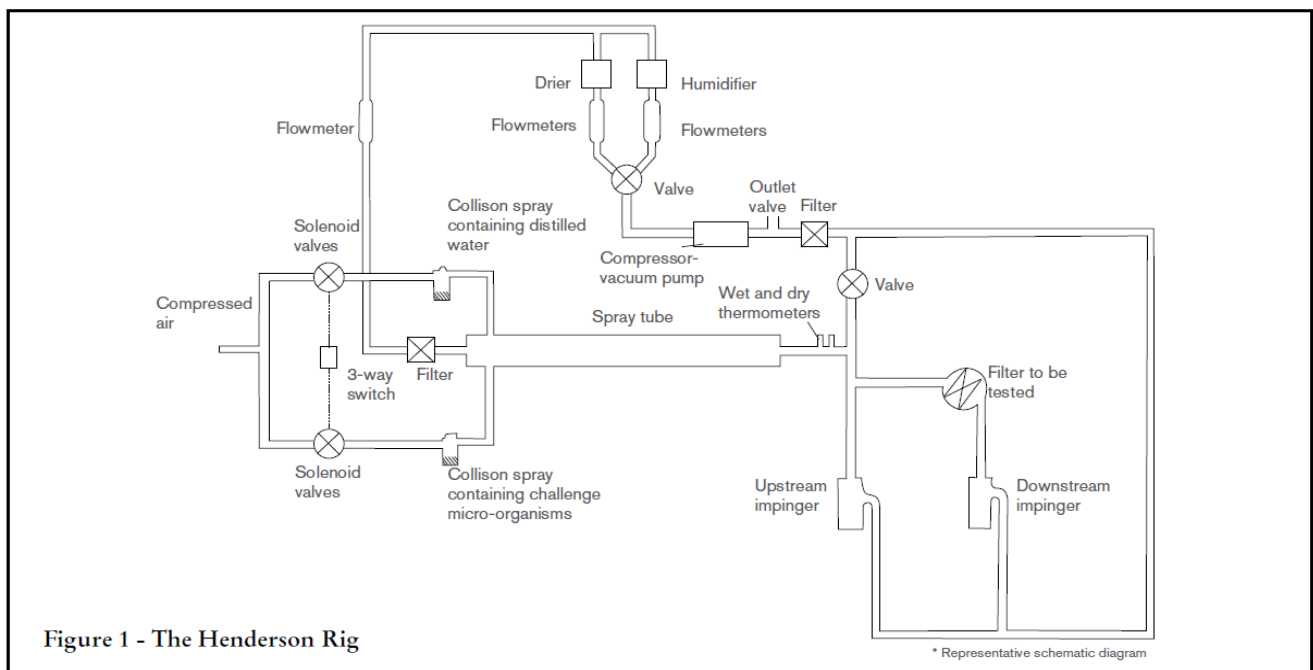 Drier
Humidifier
Flowmeter
Flowmeters
Flowmeters
Valve
Outlet
valve
Filter
Collison spray
containing distilled
water
Solenoid
valves
Compressor-
vacuum pump
Valve
Wet and dry
thermometers
Compressed
air
Spray tube
3-way
switch
Filter
Filter to be
tested
Solenoid
valves
Collison spray
containing challenge
micro-organisms
Upstream
impinger
Downstream
impinger
Figure 1 - The Henderson Rig
* Representative schematic diagram